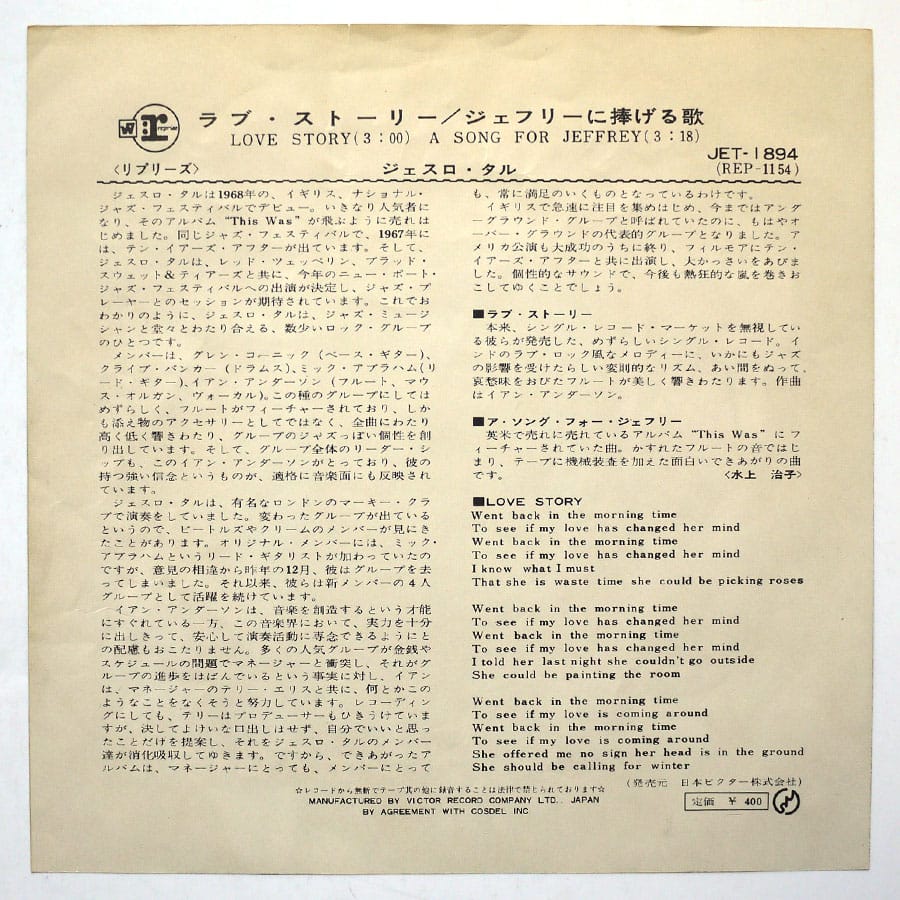 ラブ・ストーリー／ジェフリーに捧げる歌
LOVE STORY(3：00) A SONG FOR JEFFREY(3：18)
JET-1894
〈リプリーズ〉 ジェスロ・タル (REP-1154)
ジェスロ・タルは1968年の、イギリス、ナショナル・
ジャズ・フェスティバルでデビュー。いきなり人気者に
なり、そのアルバム “This Was” が飛ぶように売れは
じめました。同じジャズ・フェスティバルで、1967年に
は、テン・イアーズ・アフターが出ています。そして、
ジェスロ・タルは、レッド・ツェッペリン、ブラッド・
スウェット&ティアーズと共に、今年のニュー・ポート・
ジャズ・フェスティバルへの出演が決定し、ジャズ・プ
レーヤーとのセッションが期待されています。これでお
わかりのように、ジェスロ・タルは、ジャズ・ミュージ
シャンと堂々とわたり合える、数少いロック・グループ
のひとつです。
メンバーは、グレン・コーニック (ベース・ギター)、
クライブ・バンカー (ドラムス)、ミック・アブラハム(リ
ード・ギター)、イアン・アンダーソン (フルート、マウ
ス・オルガン、ヴォーカル)。この種のグループにしては
めずらしく、フルートがフィーチャーされており、しか
も添え物のアクセサリーとしてではなく、全曲にわたり
高く低く響きわたり、グループのジャズっぽい個性を創
り出しています。そして、グループ全体のリーダー・シ
ップも、このイアン・アンダーソンがとっており、彼の
持つ強い信念というものが、適格に音楽面にも反映され
ています。
ジェスロ・タルは、有名なロンドンのマーキー・クラ
ブで演奏をしていました。変わったグループが出ている
というので、ビートルズやクリームのメンバーが見にき
たことがあります。オリジナル・メンバーには、ミック・
アブラハムというリード・ギタリストが加わっていたの
ですが、意見の相違から昨年の12月、彼はグループを去
ってしまいました。それ以来、彼らは新メンバーの4人
グループとして活躍を続けています。
イアン・アンダーソンは、音楽を創造するという才能
にすぐれている一方、この音楽界において、実力を十分
に出しきって、安心して演奏活動に専念できるようにと
の配慮もおこたりません。多くの人気グループが金銭や
スケジュールの問題でマネージャーと衝突し、それがグ
ループの進歩をはばんでいるという事実に対し、イアン
は、マネージャーのテリー・エリスと共に、何とかこの
ようなことをなくそうと努力しています。レコーディン
グにしても、テリーはプロデューサーもひきうけていま
すが、決してよけいな口出しはせず、自分でいいと思っ
たことだけを提案し、それをジェスロ・タルのメンバー
達が消化吸収してゆきます。ですから、できあがったア
ルバムは、マネージャーにとっても、メンバーにとって
も、常に満足のいくものとなっているわけです。
イギリスで急速に注目を集めはじめ、今まではアンダ
ーグラウンド・グループと呼ばれていたのに、もはやオ
ーバー・グラウンドの代表的グループとなりました。ア
メリカ公演も大成功のうちに終り、フィルモアにテン・
イアーズ・アフターと共に出演し、大かっさいをあびま
した。個性的なサウンドで、今後も熱狂的な嵐を巻きお
こしてゆくことでしょう。
■ラブ・ストーリー
本来、シングル・レコード・マーケットを無視してい
る彼らが発売した、めずらしいシングル・レコード。イ
ンドのラブ・ロック風なメロディーに、いかにもジャズ
の影響を受けたらしい変則的なリズム、あい間をぬって、
哀愁味をおびたフルートが美しく響きわたります。作曲
はイアン・アンダーソン。
■ア・ソング・フォー・ジェフリー
英米で売れに売れているアルバム “This Was” にフ
ィーチャーされていた曲。かすれたフルートの音ではじ
まり、テープに機械装査を加えた面白いできあがりの曲
です。 〈水上 治子〉
■LOVE STORY
Went back in the morning time
To see if my love has changed her mind
Went back in the morning time
To see if my love has changed her mind
I know what I must
That she is waste time she could be picking roses
Went back in the morning time
To see if my love has changed her mind
Went back in the morning time
To see if my love has changed her mind
I told her last night she couldn't go outside
She could be painting the room
Went back in the morning time
To see if my love is coming around
Went back in the morning time
To see if my love is coming around
She offered me no sign her head is in the ground
She should be calling for winter
(発売元 日本ビクター株式会社)
☆レコードから無断でテープ其の他に録音することは法律で禁じられております☆
MANUFACTURED BY VICTOR RECORD COMPANY LTD., JAPAN
BY AGREEMENT WITH COSDEL INC
定価 ¥ 400